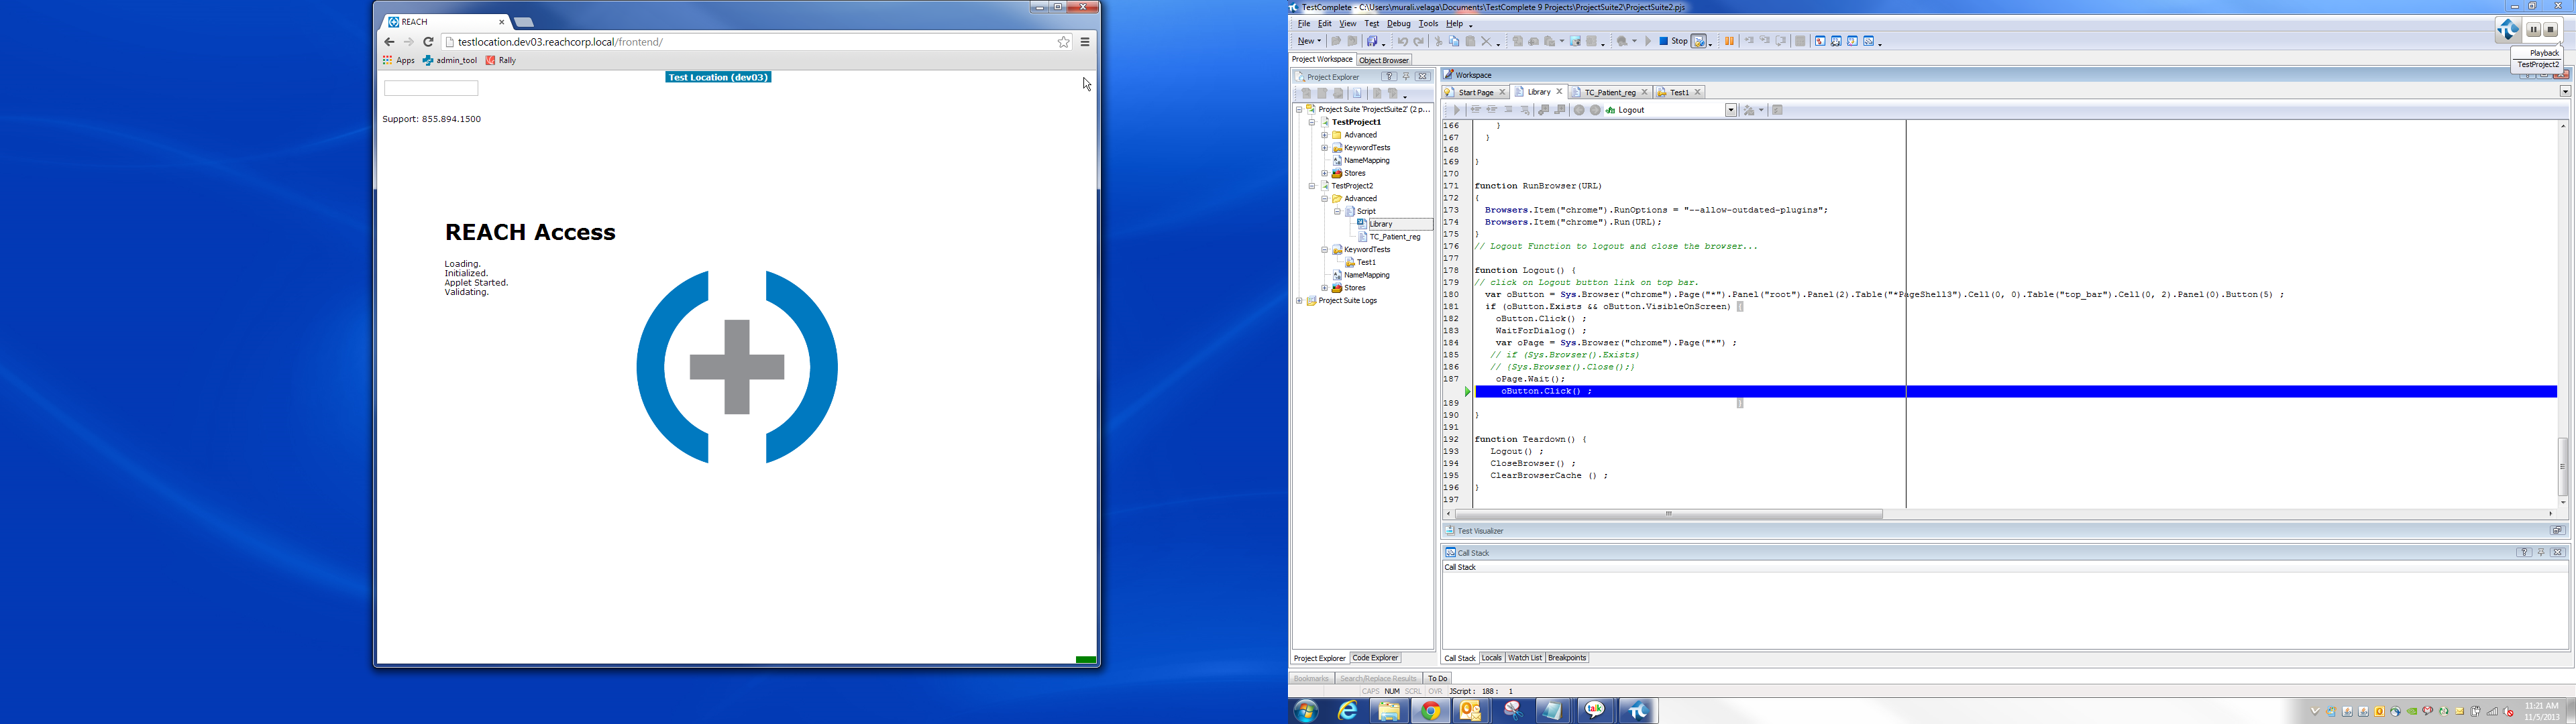 REACH
testlocation.dev03.reachcorp.local/frontend/
Apps admin_tool Rally
Test Location (dev03)
Support: 855.894.1500
REACH Access
Loading.
Initialized.
Applet Started.
Validating.
TestComplete - C:\Users\murali.velaga\Documents\TestComplete 9 Projects\ProjectSuite2\ProjectSuite2.pjs
File Edit View Test Debug Tools Help
New Stop
Playback
TestProject2
Project Workspace Object Browser
Project Explorer
Project Suite 'ProjectSuite2' (2 p...
TestProject1
Advanced
KeywordTests
NameMapping
Stores
TestProject2
Advanced
Script
Library
TC_Patient_reg
KeywordTests
Test1
NameMapping
Stores
Project Suite Logs
Project Explorer Code Explorer
Workspace
Start Page Library TC_Patient_reg Test1
Logout
166 }
167 }
168
169 }
170
171 function RunBrowser(URL)
172 {
173 Browsers.Item("chrome").RunOptions = "--allow-outdated-plugins";
174 Browsers.Item("chrome").Run(URL);
175 }
176 // Logout Function to logout and close the browser...
177
178 function Logout() {
179 // click on Logout button link on top bar.
180 var oButton = Sys.Browser("chrome").Page("*").Panel("root").Panel(2).Table("*PageShell3").Cell(0, 0).Table("top_bar").Cell(0, 2).Panel(0).Button(5) ;
181 if (oButton.Exists && oButton.VisibleOnScreen) {
182 oButton.Click() ;
183 WaitForDialog() ;
184 var oPage = Sys.Browser("chrome").Page("*") ;
185 // if (Sys.Browser().Exists)
186 // {Sys.Browser().Close();}
187 oPage.Wait();
oButton.Click() ;
189 }
190 }
191
192 function Teardown() {
193 Logout() ;
194 CloseBrowser() ;
195 ClearBrowserCache () ;
196 }
197
Test Visualizer
Call Stack
Call Stack
Call Stack Locals Watch List Breakpoints
Bookmarks Search/Replace Results To Do
CAPS NUM SCRL OVR JScript : 188 : 1
talk
11:21 AM
11/5/2013